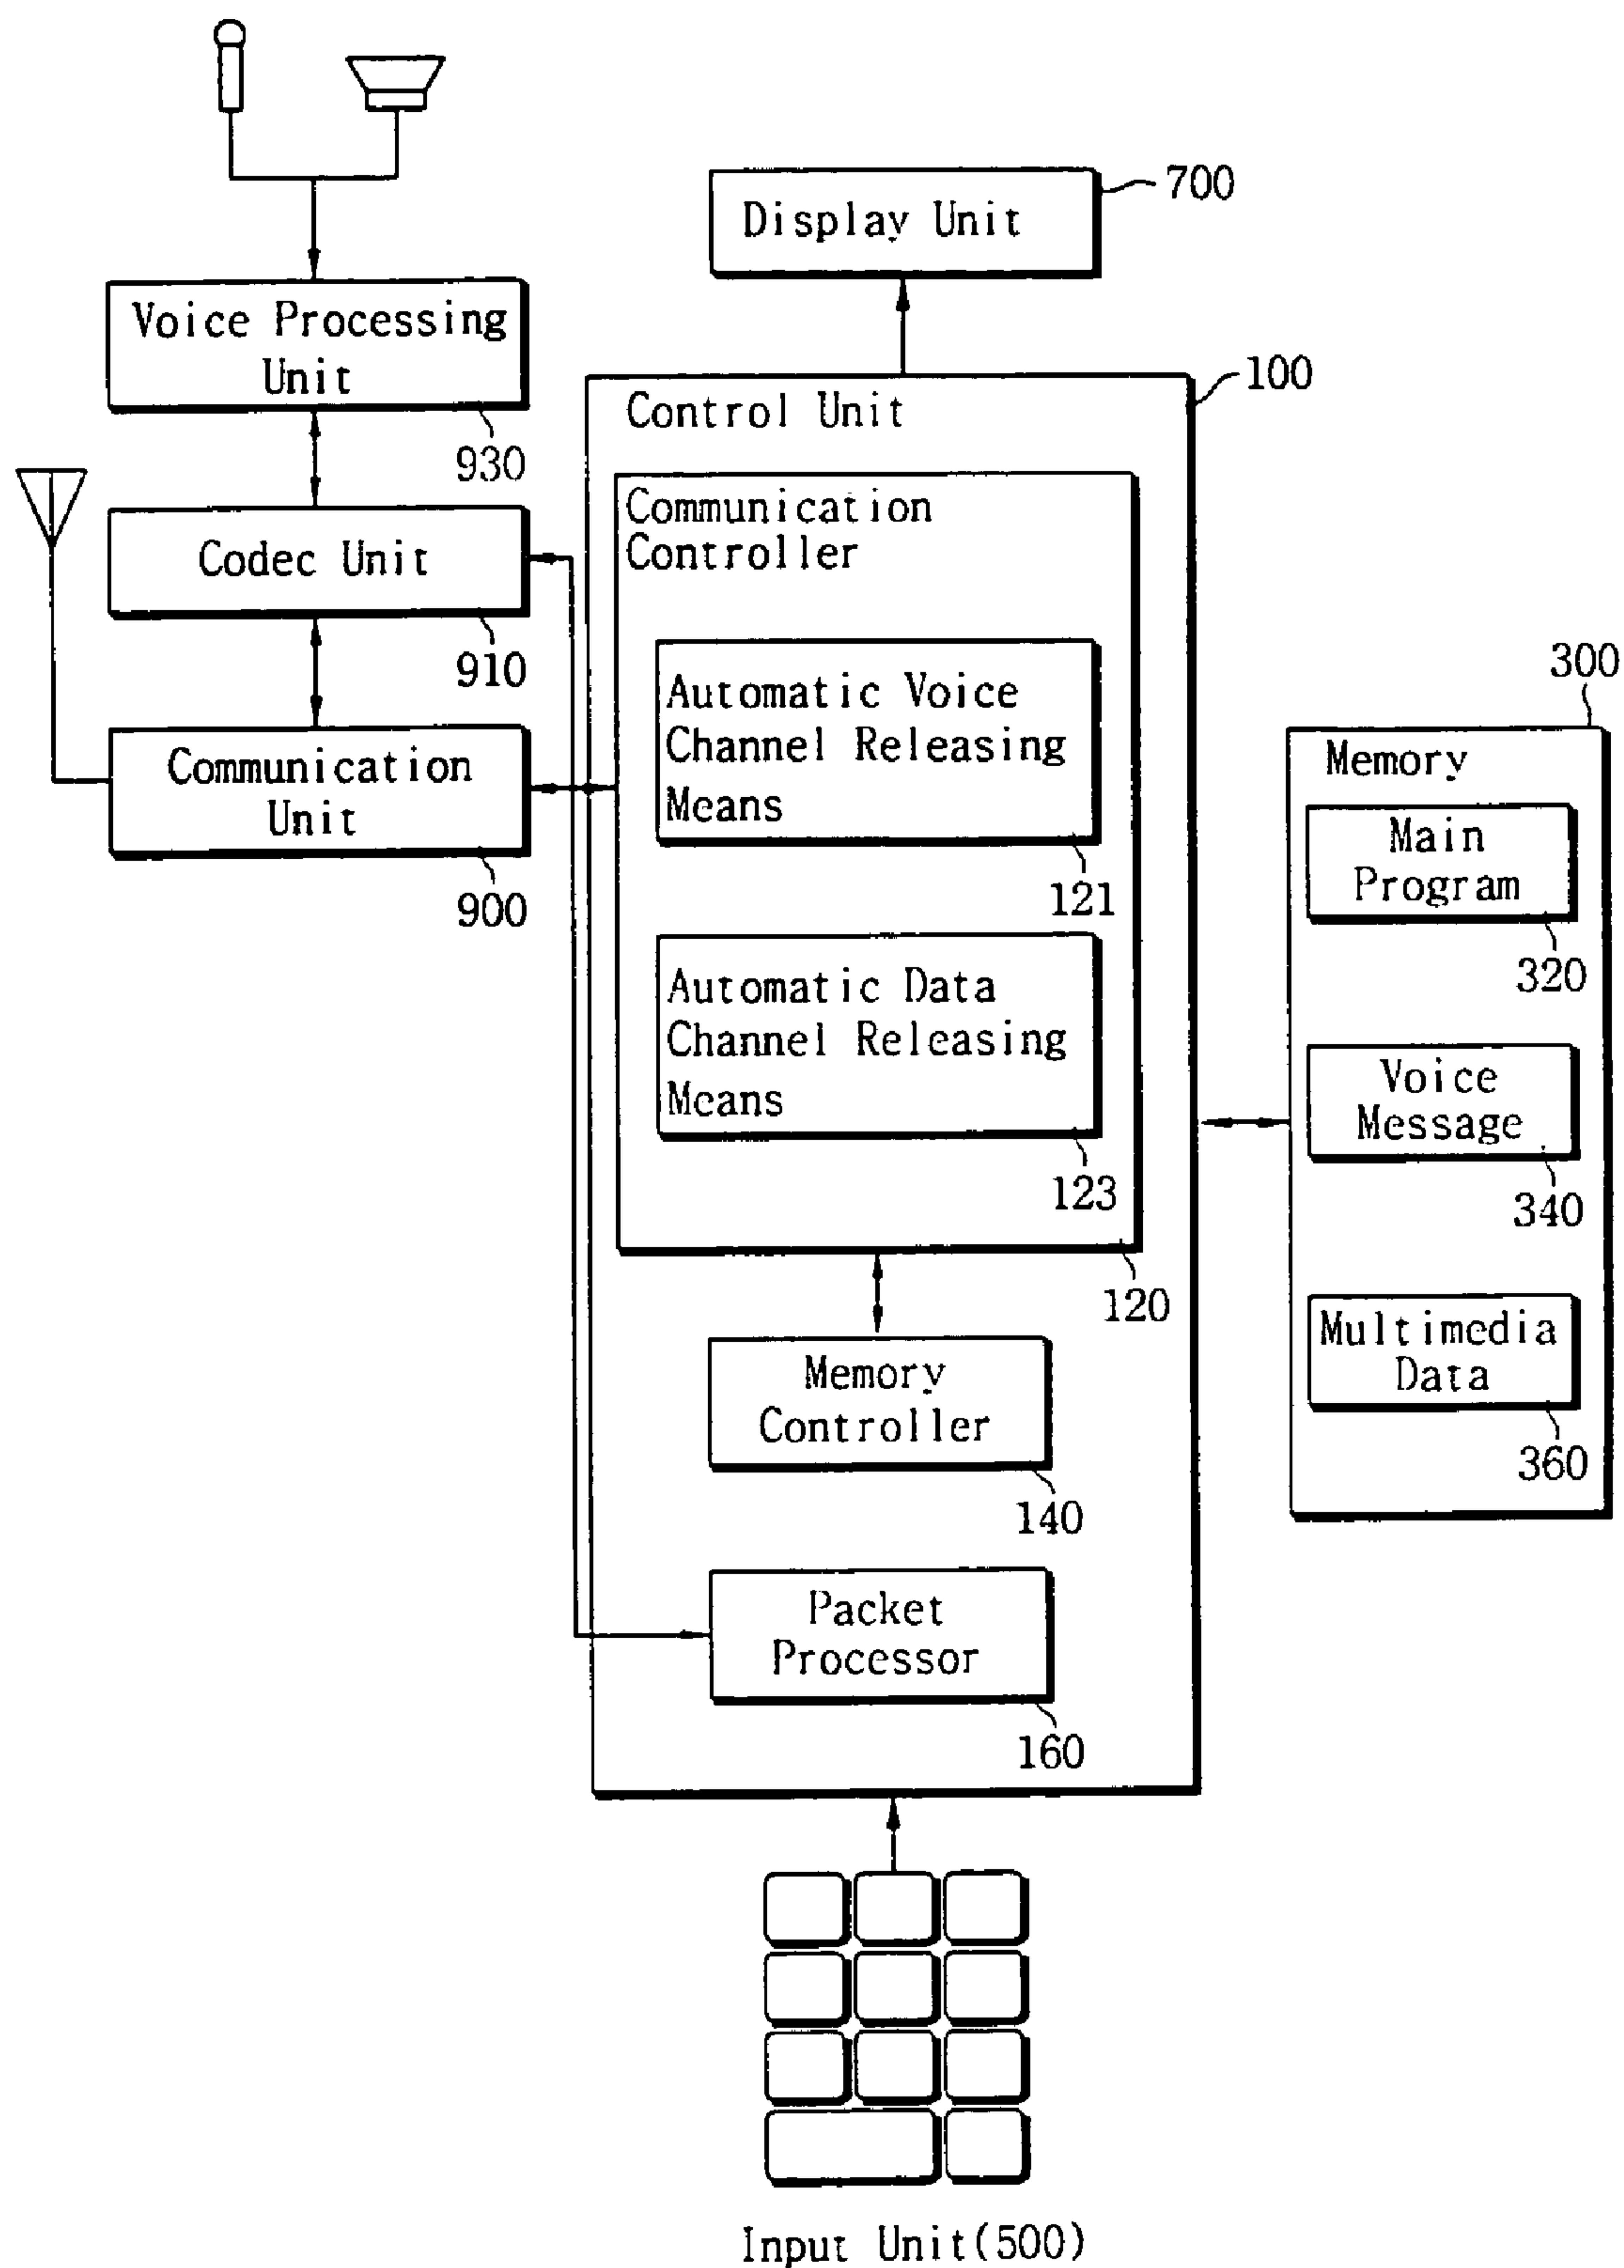 700
Display Unit
Voice Processing
Unit
930
100
Control Unit
Communication
Controller
Codec Unit
910
Automatic Voice
Channel Releasing
Means
121
Communication
Unit
900
300
Memory
Main
Program
320
Automatic Data
Channel Releasing
Means
123
Voice
Message
340
120
Multimedia
Data
360
Memory
Controller
140
Packet
Processor
160
Input Unit(500)